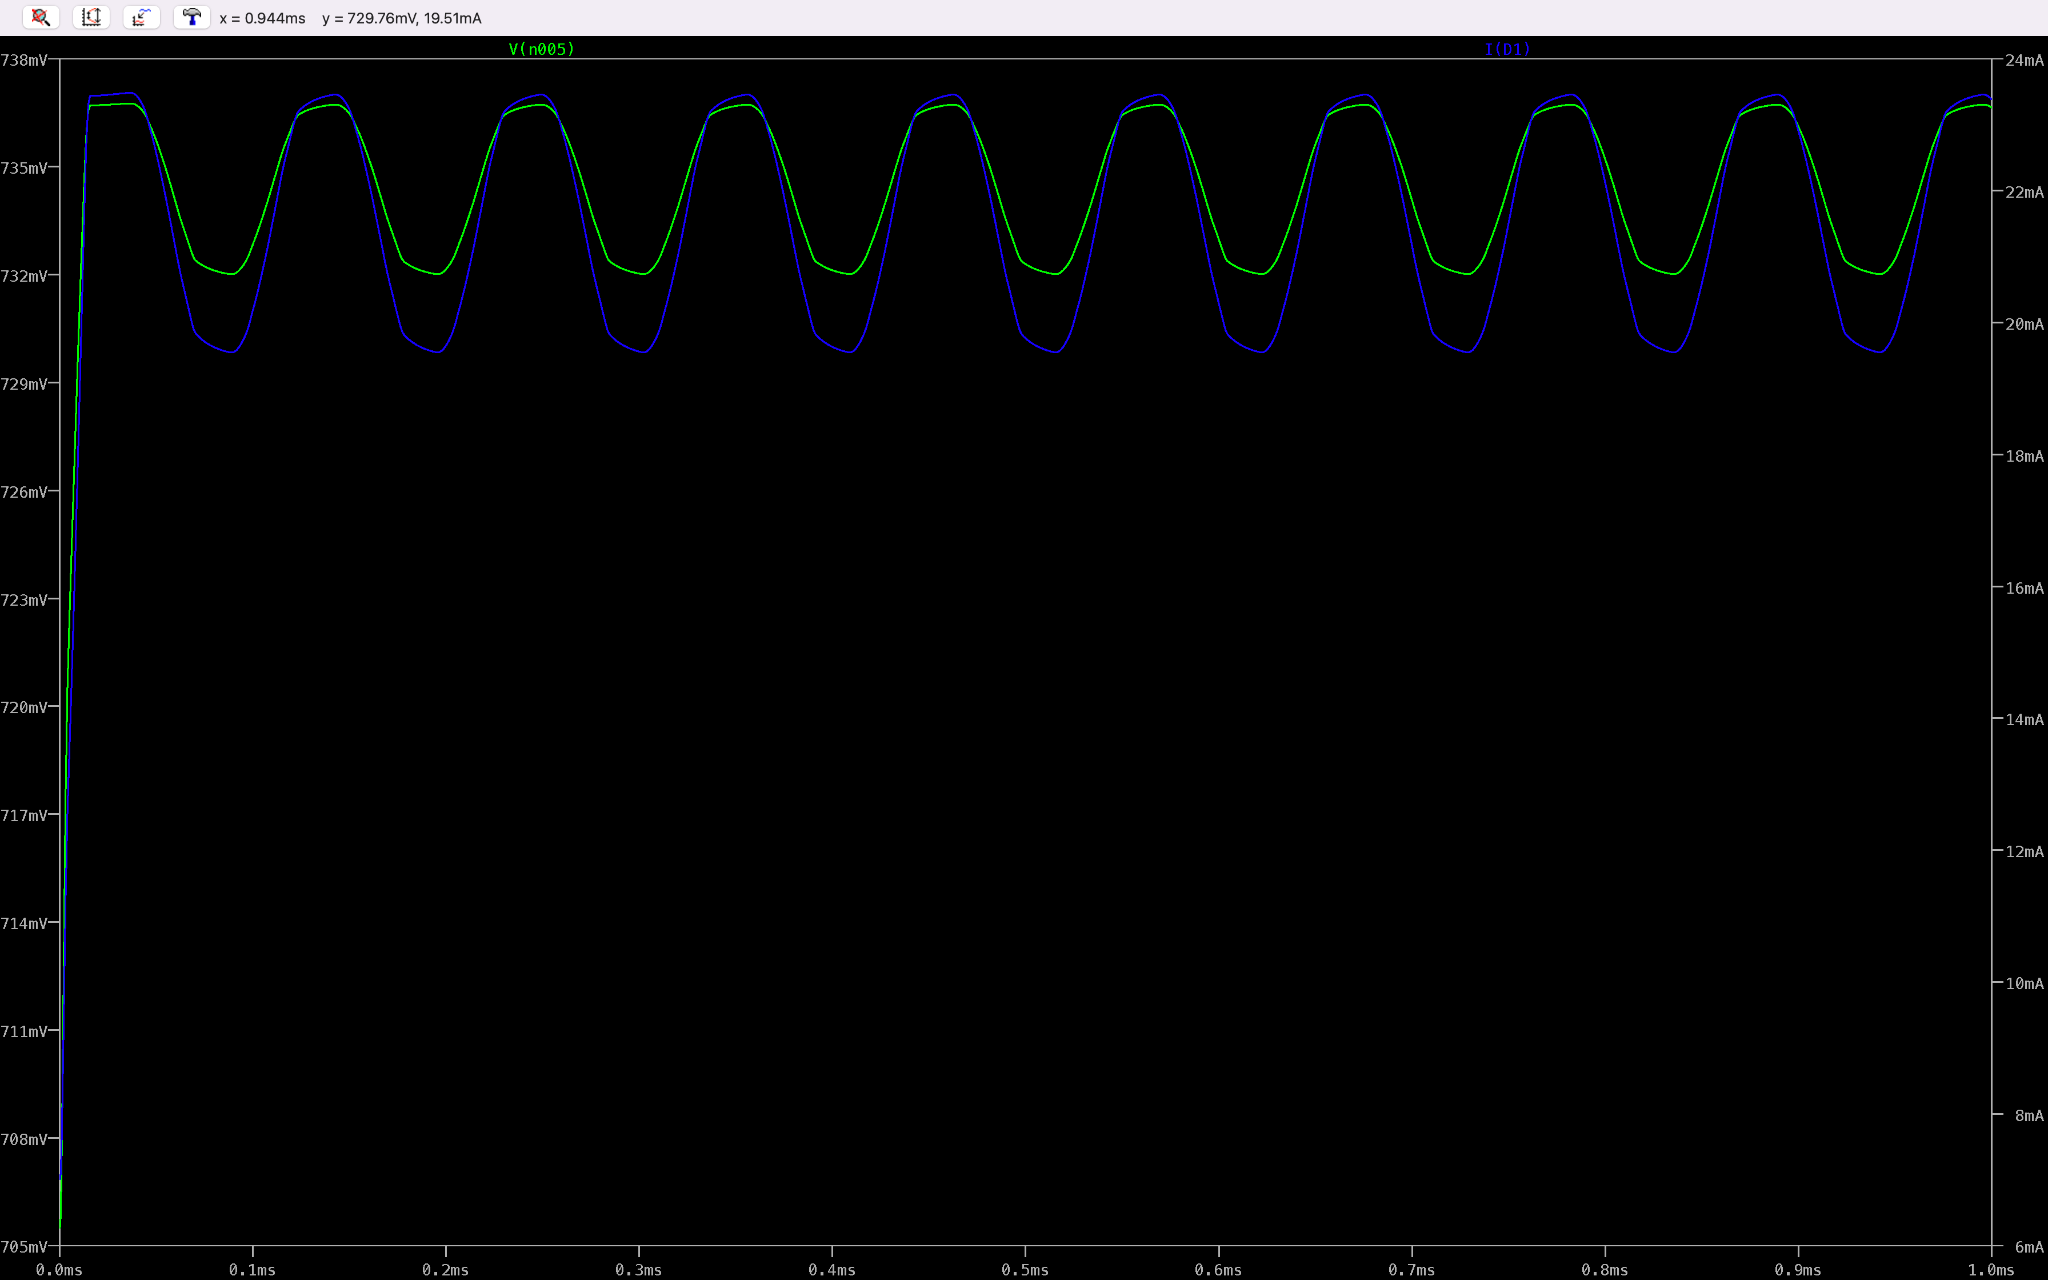 x = 0.944ms y = 729.76mV, 19.51mA
V(n005) I(D1)
738mV 24mA
735mV
22mA
732mV
20mA
729mV
18mA
726mV
16mA
723mV
14mA
720mV
12mA
717mV
10mA
714mV
711mV
8mA
708mV
705mV 6mA
0.0ms 0.1ms 0.2ms 0.3ms 0.4ms 0.5ms 0.6ms 0.7ms 0.8ms 0.9ms 1.0ms